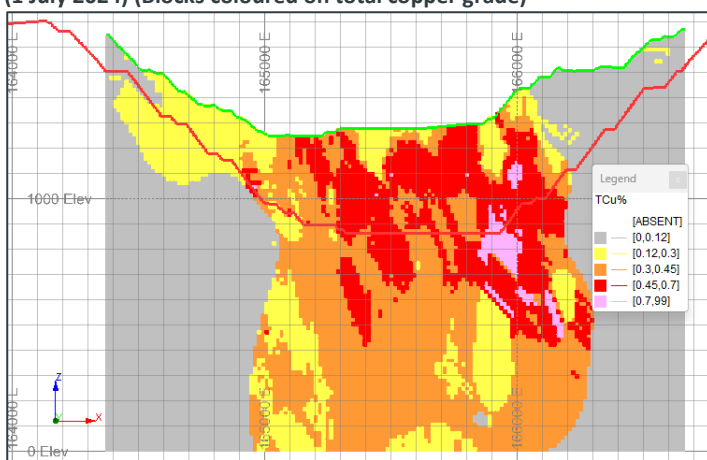 (1 July 2024) (Blocks coloured on total copper grade)
164000 E
165000 E
166000 E
1000 Elev
Legend
x
TCu%
[ABSENT]
[0,0.12]
[0.12,0.3]
[0.3,0.45]
[0.45,0.7]
[0.7,99]
Z
Y
X
164000 E
165000 E
166000 E
0 Elev